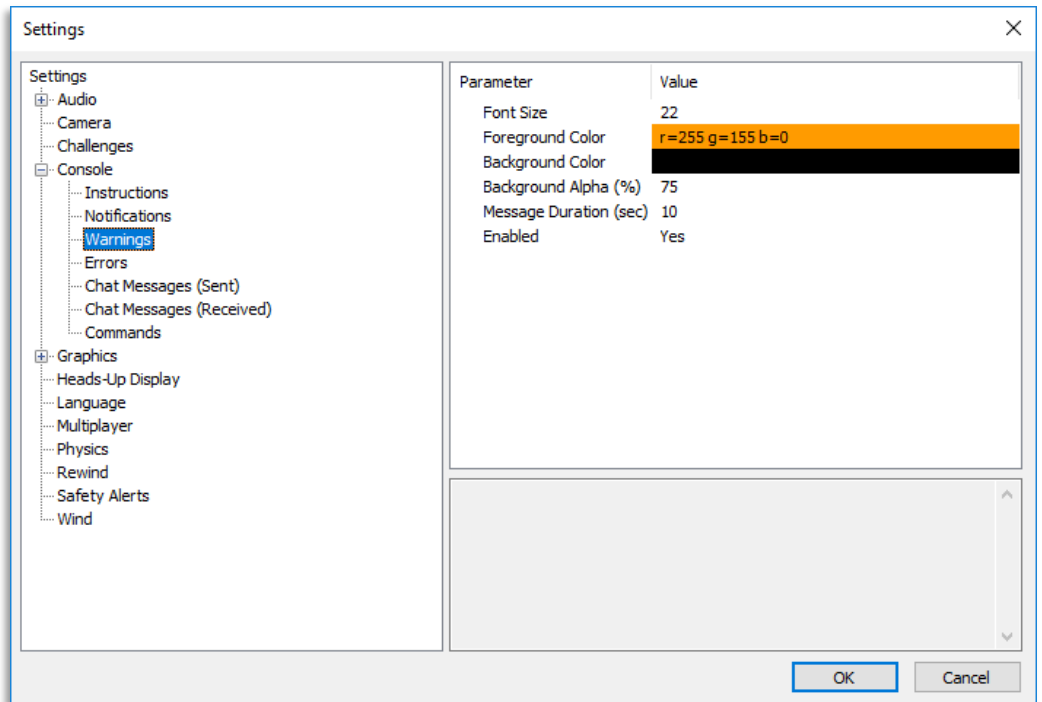 Settings
Settings
Audio
Camera
Challenges
Console
Instructions
Notifications
Warnings
Errors
Chat Messages (Sent)
Chat Messages (Received)
Commands
Graphics
Heads-Up Display
Language
Multiplayer
Physics
Rewind
Safety Alerts
Wind
Parameter Value
Font Size 22
Foreground Color r=255 g=155 b=0
Background Color
Background Alpha (%) 75
Message Duration (sec) 10
Enabled Yes
OK Cancel